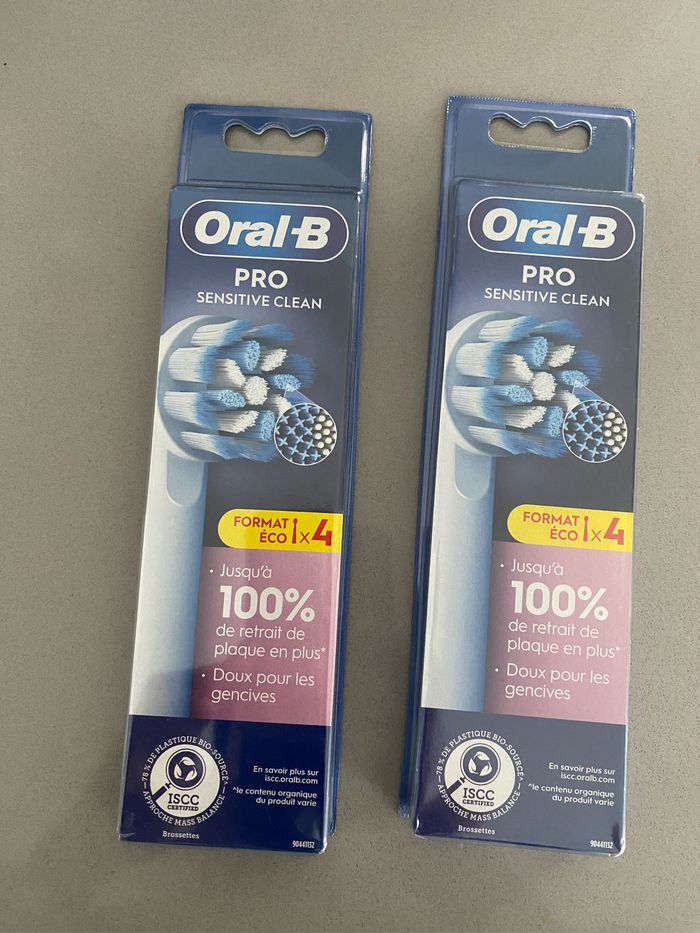 Oral-B
PRO
SENSITIVE CLEAN
FORMAT
ÉCO x4
• Jusqu'à
100%
de retrait de
plaque en plus*
• Doux pour les
gencives
78 % DE PLASTIQUE BIO-SOURCÉ^
ISCC
CERTIFIED
APPROCHE MASS BALANCE
En savoir plus sur
iscc.oralb.com
^le contenu organique
du produit varie
Brossettes
90441132
Oral-B
PRO
SENSITIVE CLEAN
FORMAT
ÉCO x4
• Jusqu'à
100%
de retrait de
plaque en plus*
• Doux pour les
gencives
78 % DE PLASTIQUE BIO-SOURCÉ^
ISCC
CERTIFIED
APPROCHE MASS BALANCE
En savoir plus sur
iscc.oralb.com
^le contenu organique
du produit varie
Brossettes
90441132